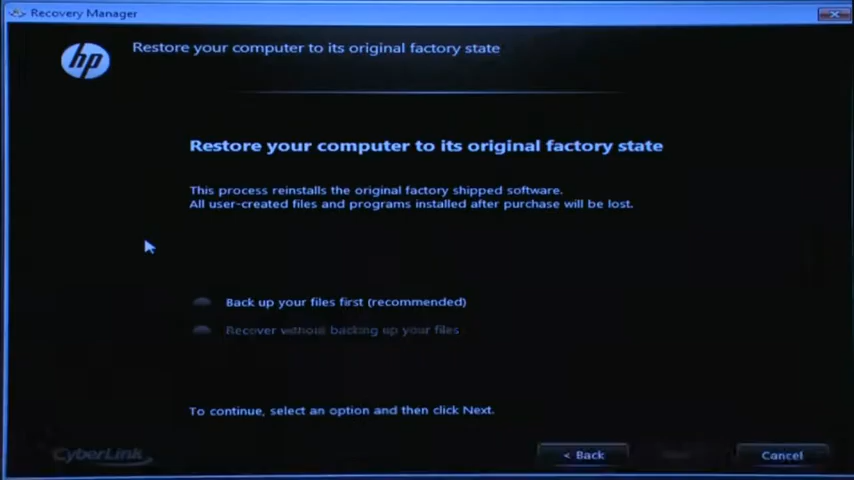 Recovery Manager
Restore your computer to its original factory state
hp
Restore your computer to its original factory state
This process reinstalls the original factory shipped software.
All user-created files and programs installed after purchase will be lost.
Back up your files first (recommended)
Recover without backing up your files
To continue, select an option and then click Next.
CyberLink
< Back
Cancel